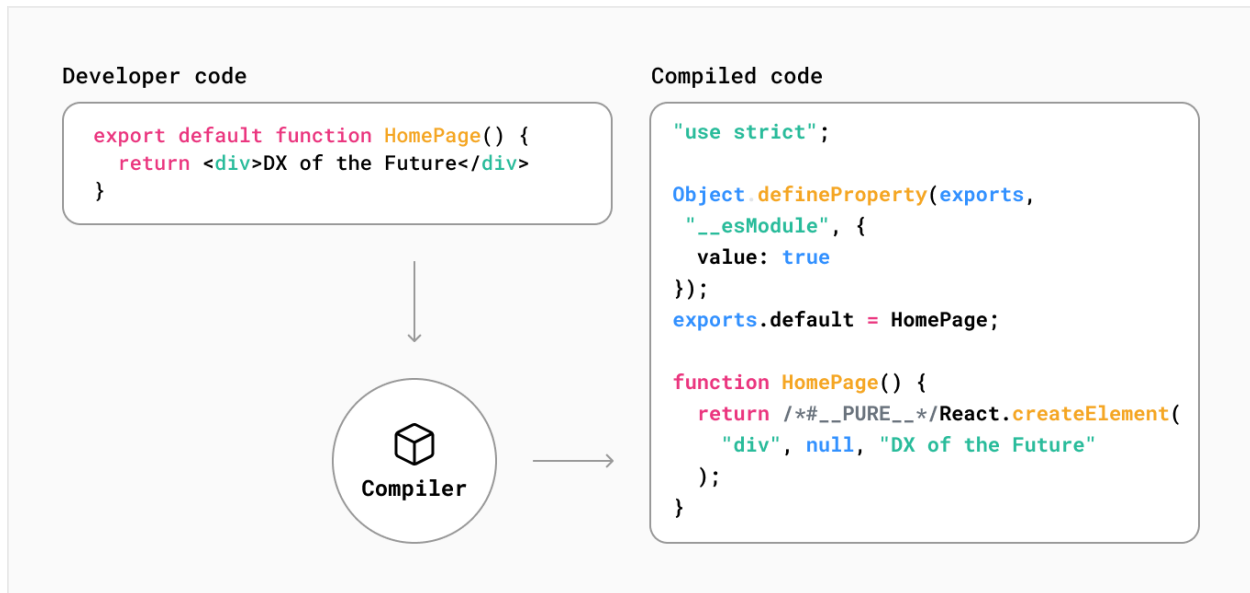 Developer code
export default function HomePage() {
  return <div>DX of the Future</div>
}
Compiler
Compiled code
"use strict";
Object.defineProperty(exports,
 "__esModule", {
  value: true
});
exports.default = HomePage;
function HomePage() {
  return /*#__PURE__*/React.createElement(
    "div", null, "DX of the Future"
  );
}